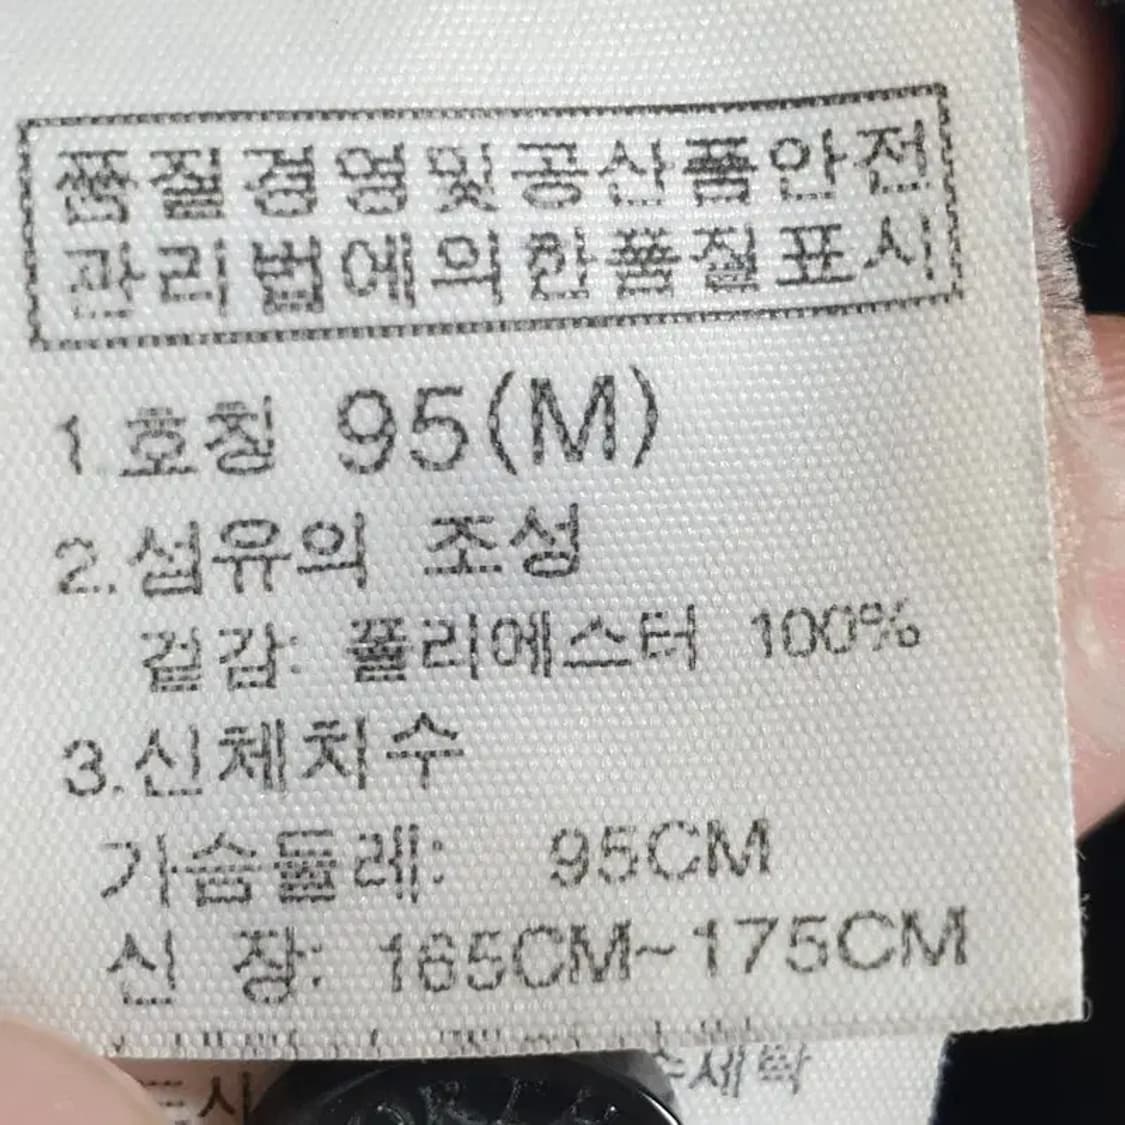 품질경영및공산품안전
관리법에의한품질표시
1.호칭 95(M)
2.섬유의 조성
겉감: 폴리에스터 100%
3.신체치수
가슴둘레: 95CM
신 장: 165CM~175CM